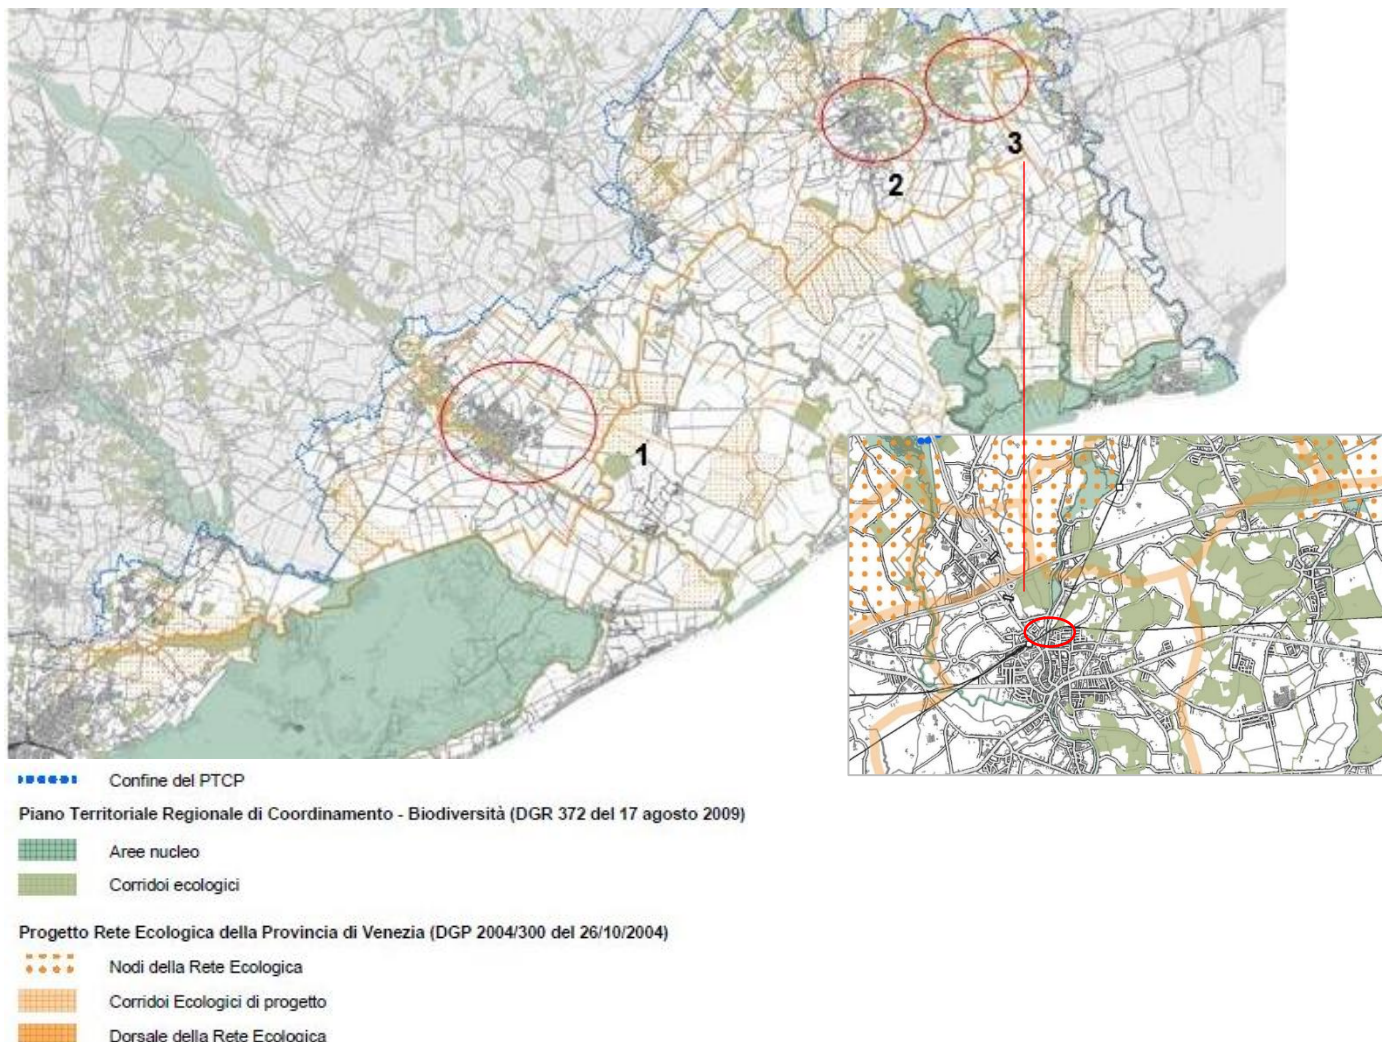 3
2
1
Confine del PTCP
Piano Territoriale Regionale di Coordinamento - Biodiversità (DGR 372 del 17 agosto 2009)
Aree nucleo
Corridoi ecologici
Progetto Rete Ecologica della Provincia di Venezia (DGP 2004/300 del 26/10/2004)
Nodi della Rete Ecologica
Corridoi Ecologici di progetto
Dorsale della Rete Ecologica